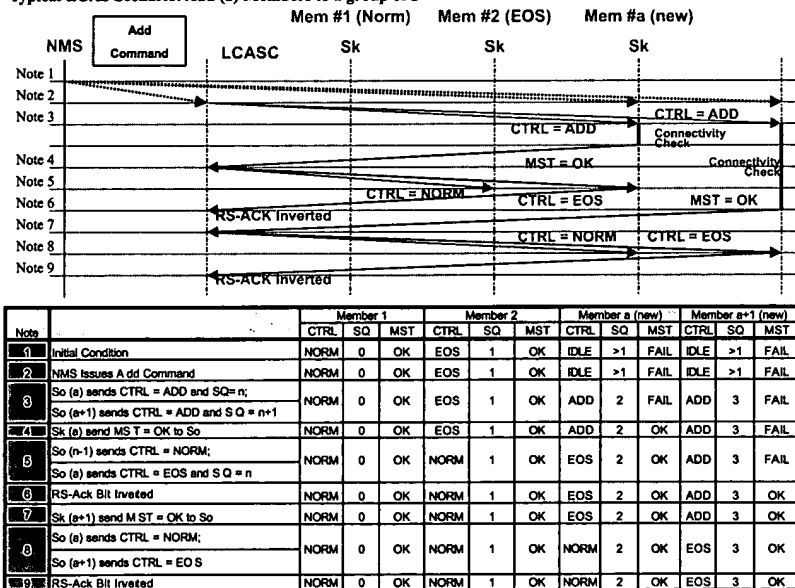 Mem #1 (Norm) Mem #2 (EOS) Mem #a (new)
Add
Command
NMS LCASC Sk Sk Sk
Note 1
Note 2
Note 3
CTRL = ADD
CTRL = ADD
Connectivity
Check
Note 4
MST = OK
Connectivity
Check
Note 5
CTRL = NORM
CTRL = EOS
MST = OK
Note 6
RS-ACK Inverted
Note 7
CTRL = NORM CTRL = EOS
Note 8
Note 9
RS-ACK Inverted
Member 1 Member 2 Member a (new) Member a+1 (new)
Note CTRL SQ MST CTRL SQ MST CTRL SQ MST CTRL SQ MST
1 Initial Condition NORM 0 OK EOS 1 OK IDLE >1 FAIL IDLE >1 FAIL
2 NMS Issues A dd Command NORM 0 OK EOS 1 OK IDLE >1 FAIL IDLE >1 FAIL
3 So (a) sends CTRL = ADD and SQ= n; NORM 0 OK EOS 1 OK ADD 2 FAIL ADD 3 FAIL
So (a+1) sends CTRL = ADD and S Q = n+1
4 Sk (a) send MS T = OK to So NORM 0 OK EOS 1 OK ADD 2 OK ADD 3 FAIL
5 So (n-1) sends CTRL = NORM; NORM 0 OK NORM 1 OK EOS 2 OK ADD 3 FAIL
So (a) sends CTRL = EOS and S Q = n
6 RS-Ack Bit Inveted NORM 0 OK NORM 1 OK EOS 2 OK ADD 3 OK
7 Sk (a+1) send M ST = OK to So NORM 0 OK NORM 1 OK EOS 2 OK ADD 3 OK
8 So (a) sends CTRL = NORM; NORM 0 OK NORM 1 OK NORM 2 OK EOS 3 OK
So (a+1) sends CTRL = EO S
9 RS-Ack Bit Inveted NORM 0 OK NORM 1 OK NORM 2 OK EOS 3 OK